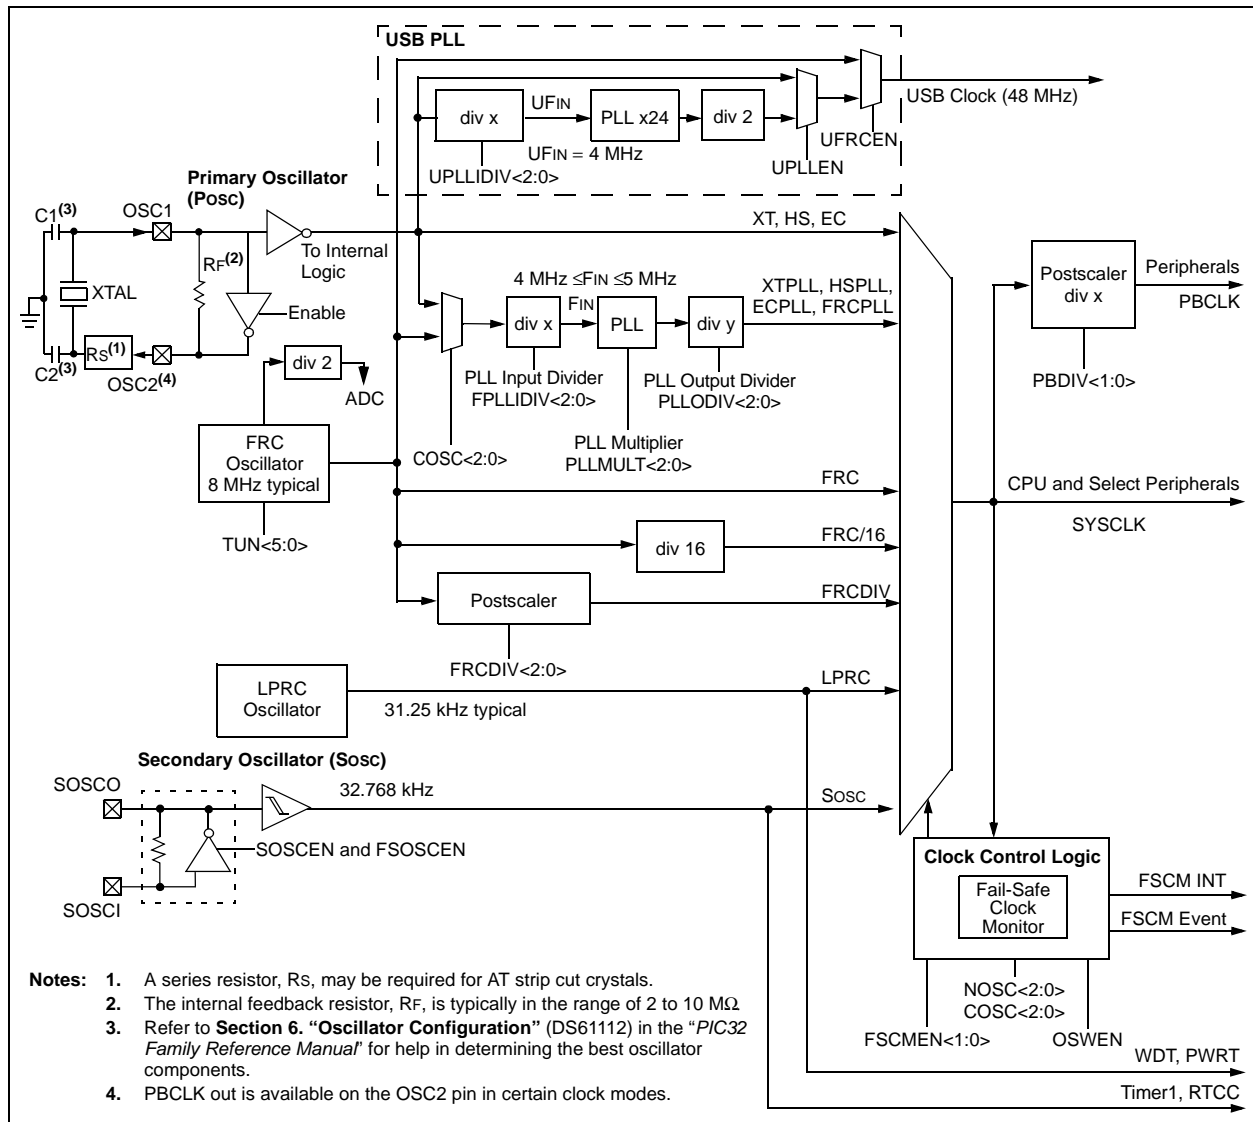 USB PLL
USB Clock (48 MHz)
div x
UFIN
PLL x24
div 2
UFIN = 4 MHz
UFRCEN
UPLLEN
UPLLIDIV<2:0>
Primary Oscillator
(POSC)
C1(3)
OSC1
XT, HS, EC
To Internal
Logic
RF(2)
XTAL
Enable
4 MHz ≤FIN ≤5 MHz
FIN
XTPLL, HSPLL,
ECPLL, FRCPLL
div x
PLL
div y
Postscaler
div x
Peripherals
PBCLK
RS(1)
C2(3)
OSC2(4)
div 2
ADC
PLL Input Divider
FPLLIDIV<2:0>
PLL Output Divider
PLLODIV<2:0>
PBDIV<1:0>
COSC<2:0>
PLL Multiplier
PLLMULT<2:0>
FRC
Oscillator
8 MHz typical
TUN<5:0>
FRC
CPU and Select Peripherals
SYSCLK
div 16
FRC/16
Postscaler
FRCDIV
FRCDIV<2:0>
LPRC
Oscillator
31.25 kHz typical
LPRC
Secondary Oscillator (SOSC)
SOSCO
32.768 kHz
SOSC
SOSCEN and FSOSCEN
SOSCI
Clock Control Logic
Fail-Safe
Clock
Monitor
FSCM INT
FSCM Event
NOSC<2:0>
COSC<2:0>
FSCMEN<1:0>
OSWEN
WDT, PWRT
Timer1, RTCC
Notes: 1. A series resistor, RS, may be required for AT strip cut crystals.
2. The internal feedback resistor, RF, is typically in the range of 2 to 10 MΩ
3. Refer to Section 6. “Oscillator Configuration” (DS61112) in the “PIC32
Family Reference Manual” for help in determining the best oscillator
components.
4. PBCLK out is available on the OSC2 pin in certain clock modes.